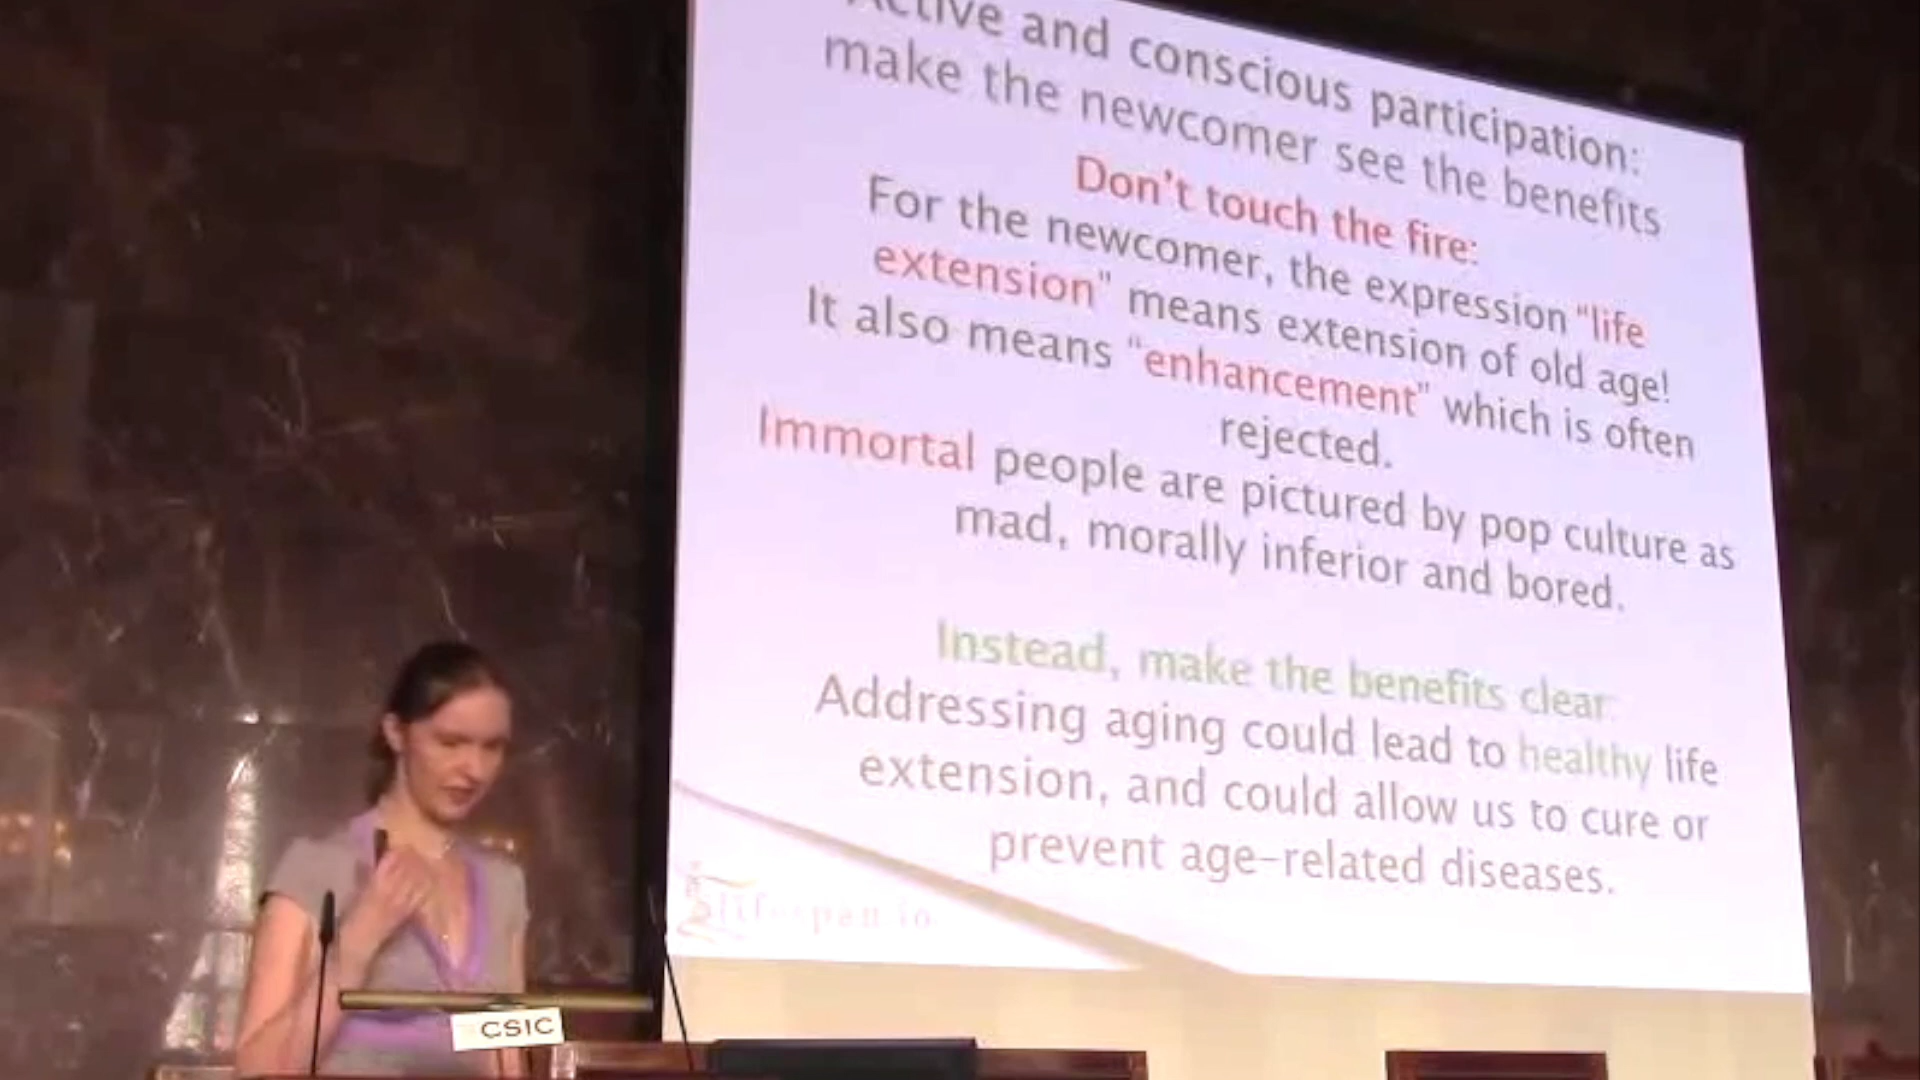 Active and conscious participation:
make the newcomer see the benefits
Don't touch the fire:
For the newcomer, the expression "life
extension" means extension of old age!
It also means "enhancement" which is often
rejected.
Immortal people are pictured by pop culture as
mad, morally inferior and bored.
Instead, make the benefits clear:
Addressing aging could lead to healthy life
extension, and could allow us to cure or
prevent age-related diseases.
lifespan.io
CSIC